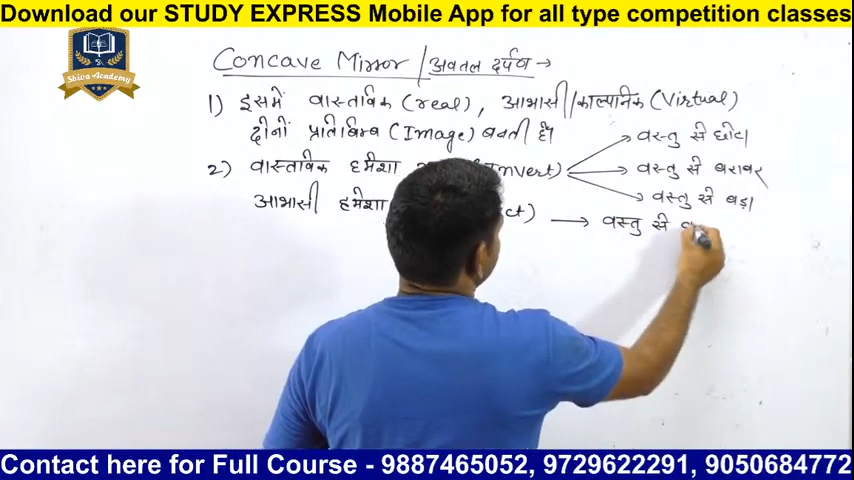 Download our STUDY EXPRESS Mobile App for all type competition classes
Shiva Academy
Concave Mirror / अवतल दर्पण →
1) इसमें वास्तविक (real), आभासी/काल्पनिक (Virtual)
दोनों प्रतिबिम्ब (Image) बनती है।
वस्तु से छोटा
2) वास्तविक हमेशा nvert)
वस्तु से बराबर
वस्तु से बड़ा
आभासी हमेशा ct) → वस्तु से
Contact here for Full Course - 9887465052, 9729622291, 9050684772